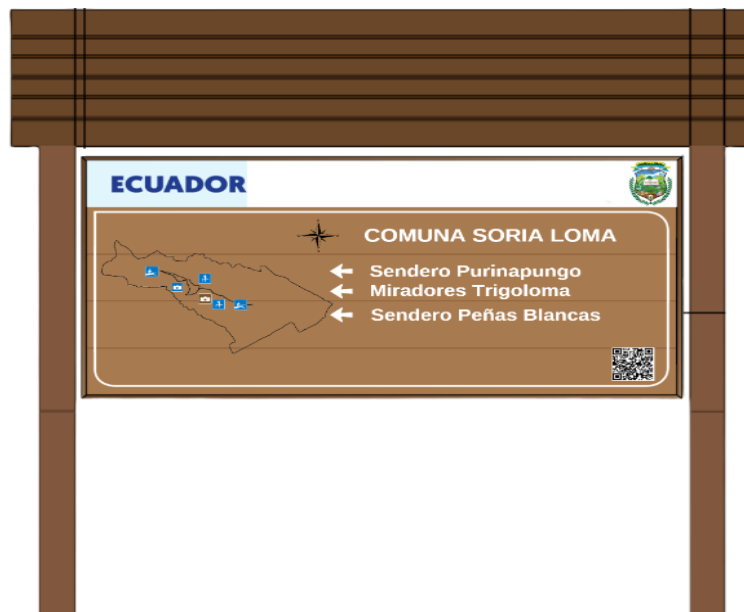 ECUADOR
COMUNA SORIA LOMA
Sendero Purinapungo
Miradores Trigoloma
Sendero Peñas Blancas